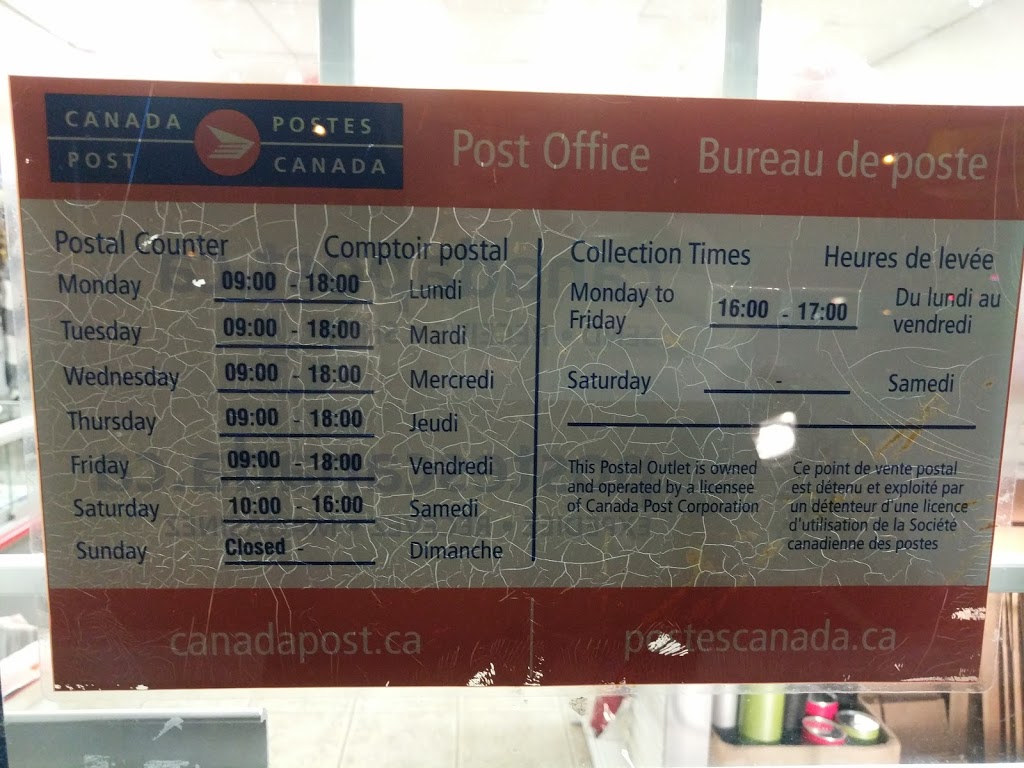 CANADA POSTES
POST CANADA
Post Office Bureau de poste
Postal Counter Comptoir postal
Monday 09:00 - 18:00 Lundi
Tuesday 09:00 - 18:00 Mardi
Wednesday 09:00 - 18:00 Mercredi
Thursday 09:00 - 18:00 Jeudi
Friday 09:00 - 18:00 Vendredi
Saturday 10:00 - 16:00 Samedi
Sunday Closed - Dimanche
Collection Times Heures de levée
Monday to
Friday
16:00 - 17:00
Du lundi au
vendredi
Saturday - Samedi
This Postal Outlet is owned
and operated by a licensee
of Canada Post Corporation
Ce point de vente postal
est détenu et exploité par
un détenteur d'une licence
d'utilisation de la Société
canadienne des postes
canadapost.ca
postescanada.ca